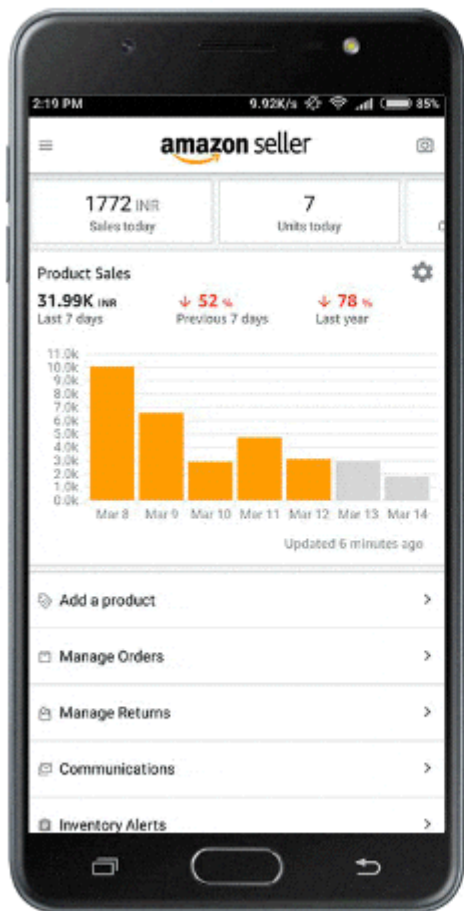 2:19 PM 9.92K/s 85%
amazon seller
1772 INR 7
Sales today Units today
Product Sales
31.99K INR ↓ 52 % ↓ 78 %
Last 7 days Previous 7 days Last year
11.0k
10.0k
9.0k
8.0k
7.0k
6.0k
5.0k
4.0k
3.0k
2.0k
1.0k
0.0k
Mar 8 Mar 9 Mar 10 Mar 11 Mar 12 Mar 13 Mar 14
Updated 6 minutes ago
Add a product
Manage Orders
Manage Returns
Communications
Inventory Alerts